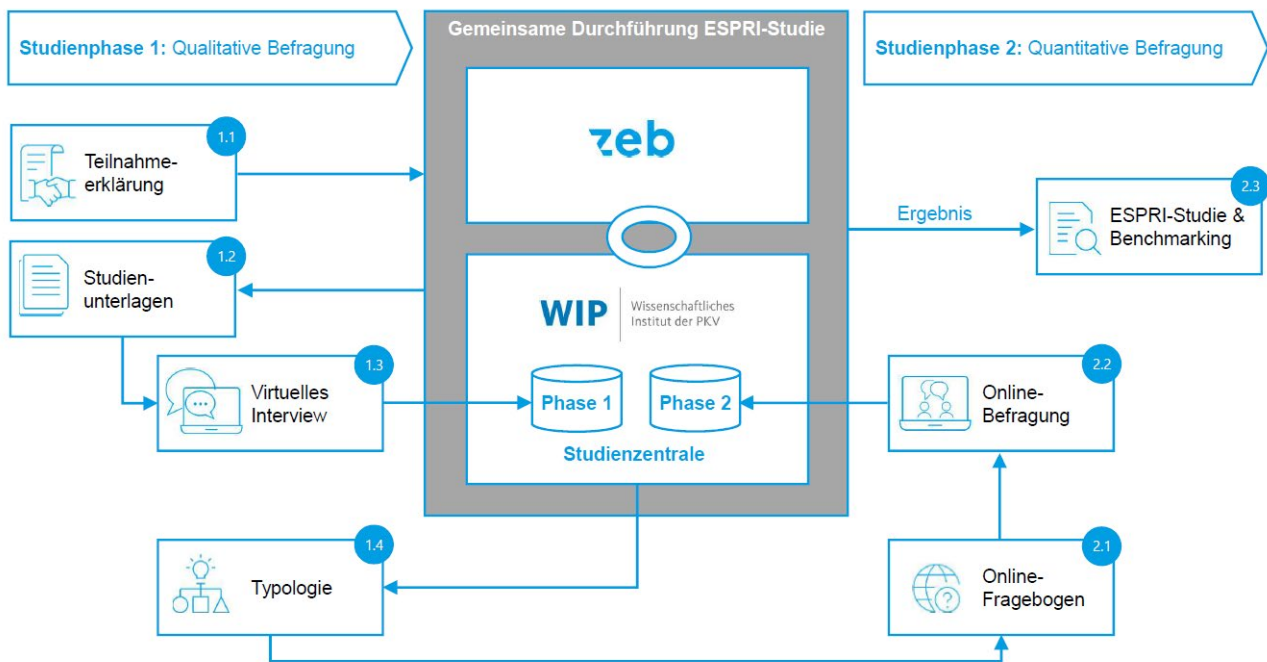 Studienphase 1: Qualitative Befragung
Gemeinsame Durchführung ESPRI-Studie
Studienphase 2: Quantitative Befragung
1.1
Teilnahme-
erklärung
1.2
Studien-
unterlagen
1.3
Virtuelles
Interview
1.4
Typologie
zeb
WIP
Wissenschaftliches
Institut der PKV
Phase 1
Phase 2
Studienzentrale
2.1
Online-
Fragebogen
2.2
Online-
Befragung
Ergebnis
2.3
ESPRI-Studie &
Benchmarking